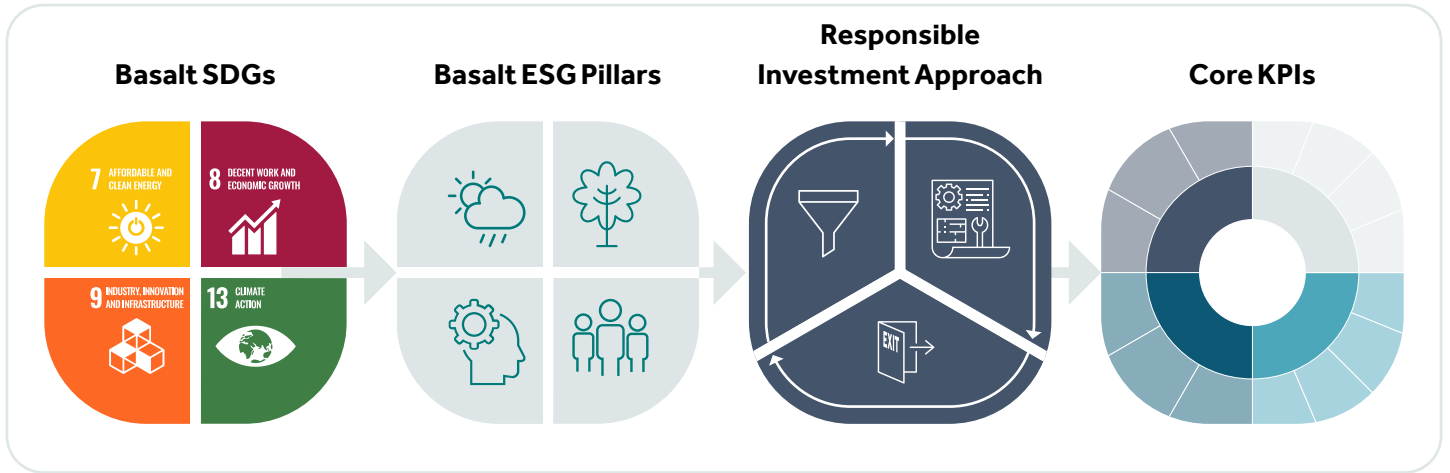 Basalt SDGs
Basalt ESG Pillars
Responsible
Investment Approach
Core KPIs
7 AFFORDABLE AND
CLEAN ENERGY
8 DECENT WORK AND
ECONOMIC GROWTH
9 INDUSTRY, INNOVATION
AND INFRASTRUCTURE
13 CLIMATE
ACTION
EXIT